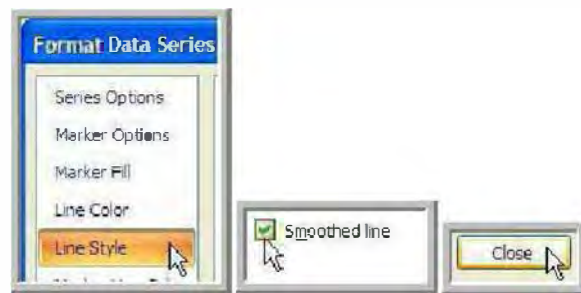 Format Data Series
Series Options
Marker Options
Marker Fill
Line Color
Line Style
Smoothed line
Close